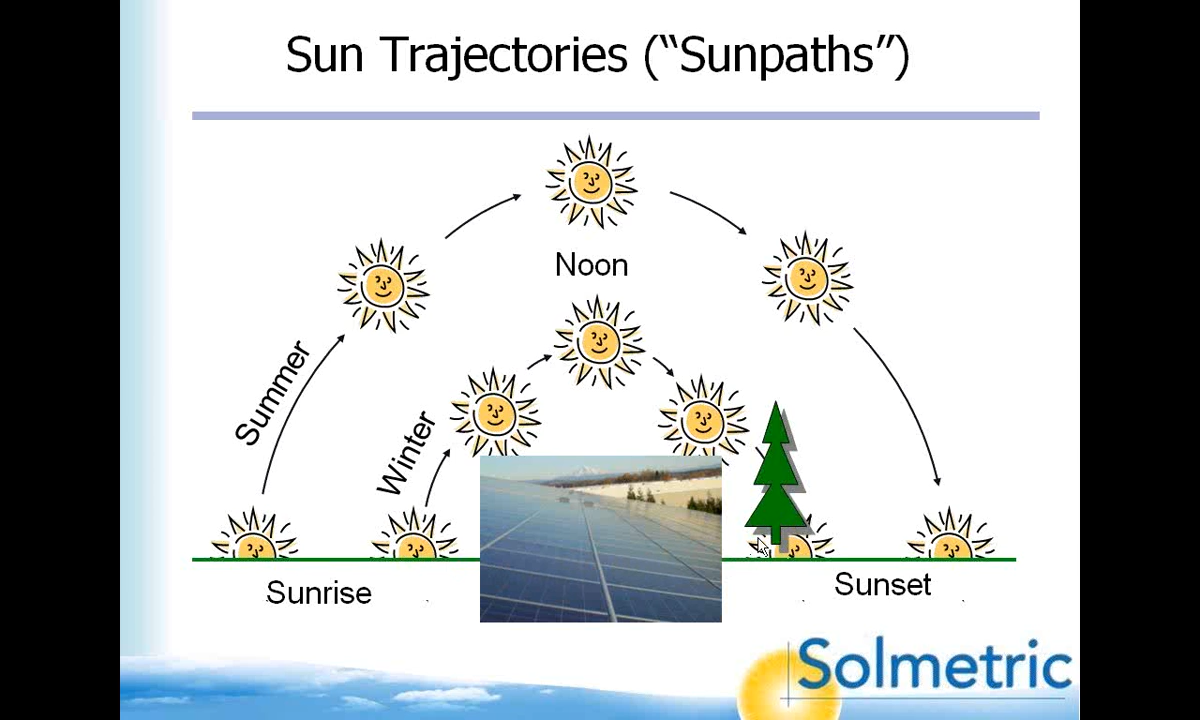 Sun Trajectories (“Sunpaths”)
Noon
Summer
Winter
Sunrise
Sunset
Solmetric